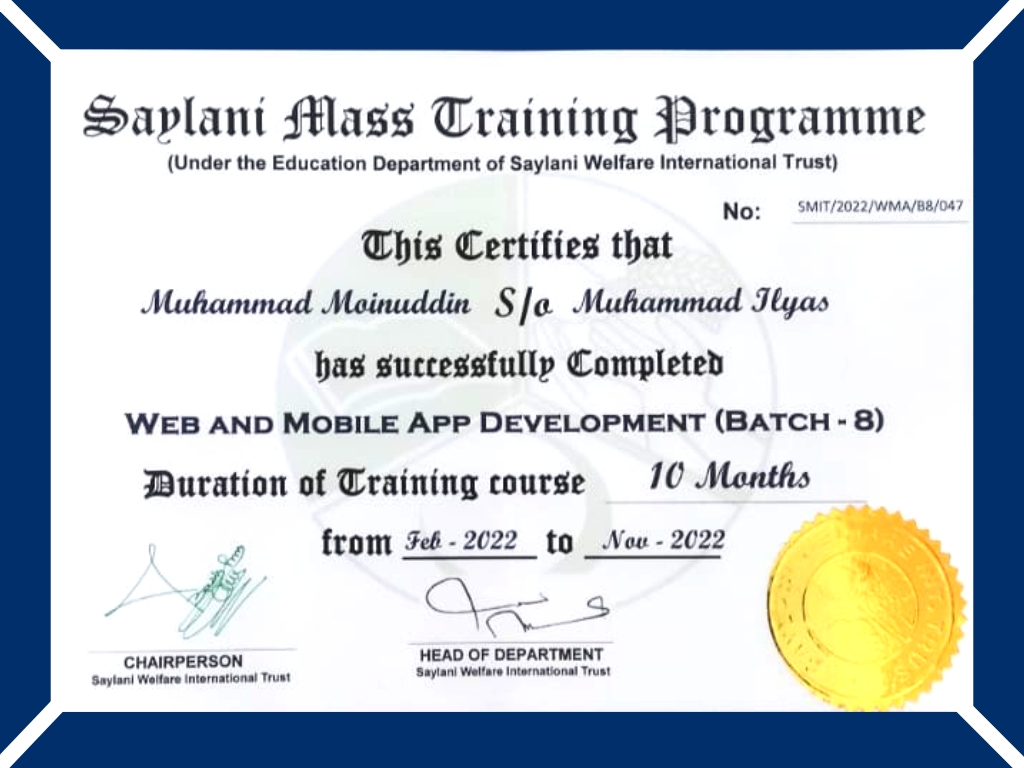 Saylani Mass Training Programme
(Under the Education Department of Saylani Welfare International Trust)
No: SMIT/2022/WMA/B8/047
This Certifies that
Muhammad Moinuddin S/o Muhammad Ilyas
has successfully Completed
WEB AND MOBILE APP DEVELOPMENT (BATCH - 8)
Duration of Training course 10 Months
from Feb - 2022 to Nov - 2022
CHAIRPERSON
Saylani Welfare International Trust
HEAD OF DEPARTMENT
Saylani Welfare International Trust